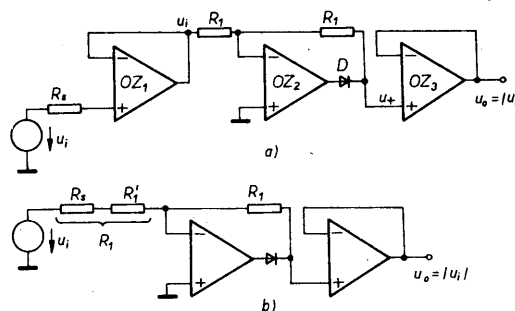 u_i R_1 R_1
R_s OZ_1 OZ_2 D OZ_3
u_i u_+ u_o = |u
a)
R_s R_1' R_1
u_i R_1
u_o = |u_i|
b)